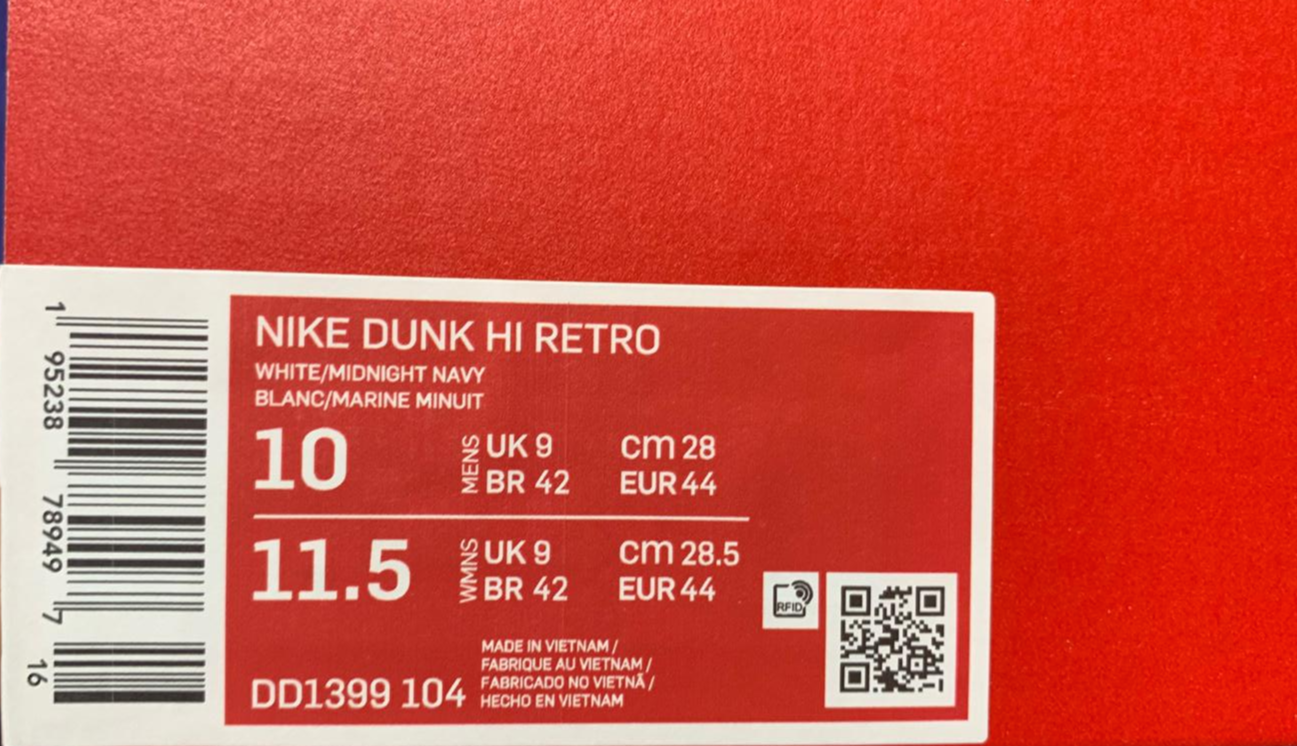 NIKE DUNK HI RETRO
WHITE/MIDNIGHT NAVY
BLANC/MARINE MINUIT
10 MENS UK 9 cm 28
BR 42 EUR 44
11.5 WMNS UK 9 cm 28.5
BR 42 EUR 44
RFID
MADE IN VIETNAM /
FABRIQUE AU VIETNAM /
FABRICADO NO VIETNÃ /
HECHO EN VIETNAM
DD1399 104
1 95238 78949 7 16